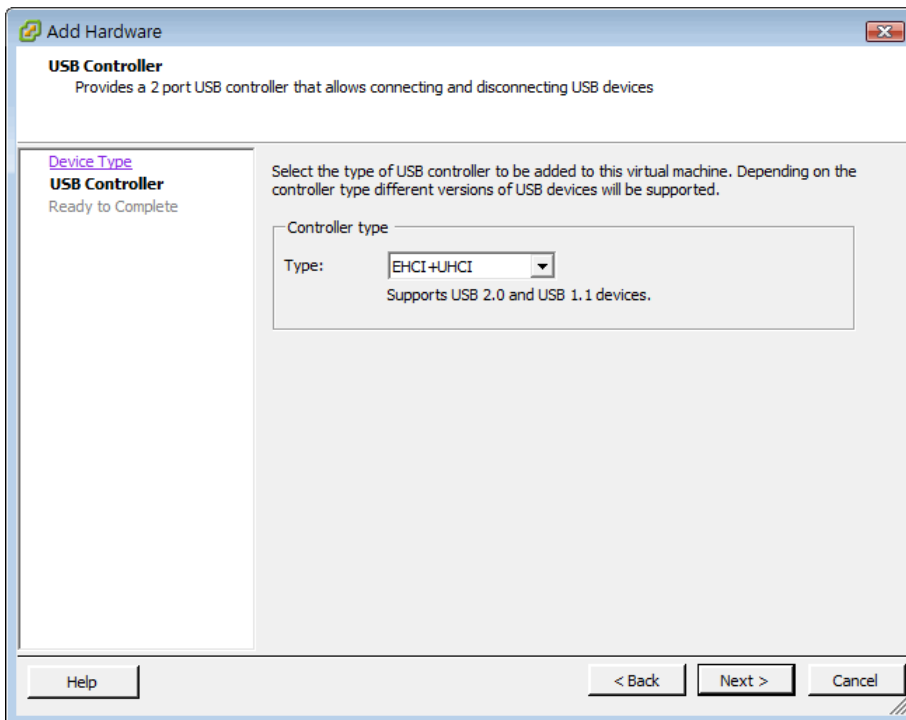 Add Hardware
USB Controller
Provides a 2 port USB controller that allows connecting and disconnecting USB devices
Device Type
USB Controller
Ready to Complete
Select the type of USB controller to be added to this virtual machine. Depending on the
controller type different versions of USB devices will be supported.
Controller type
Type:
EHCI+UHCI
Supports USB 2.0 and USB 1.1 devices.
Help
< Back
Next >
Cancel